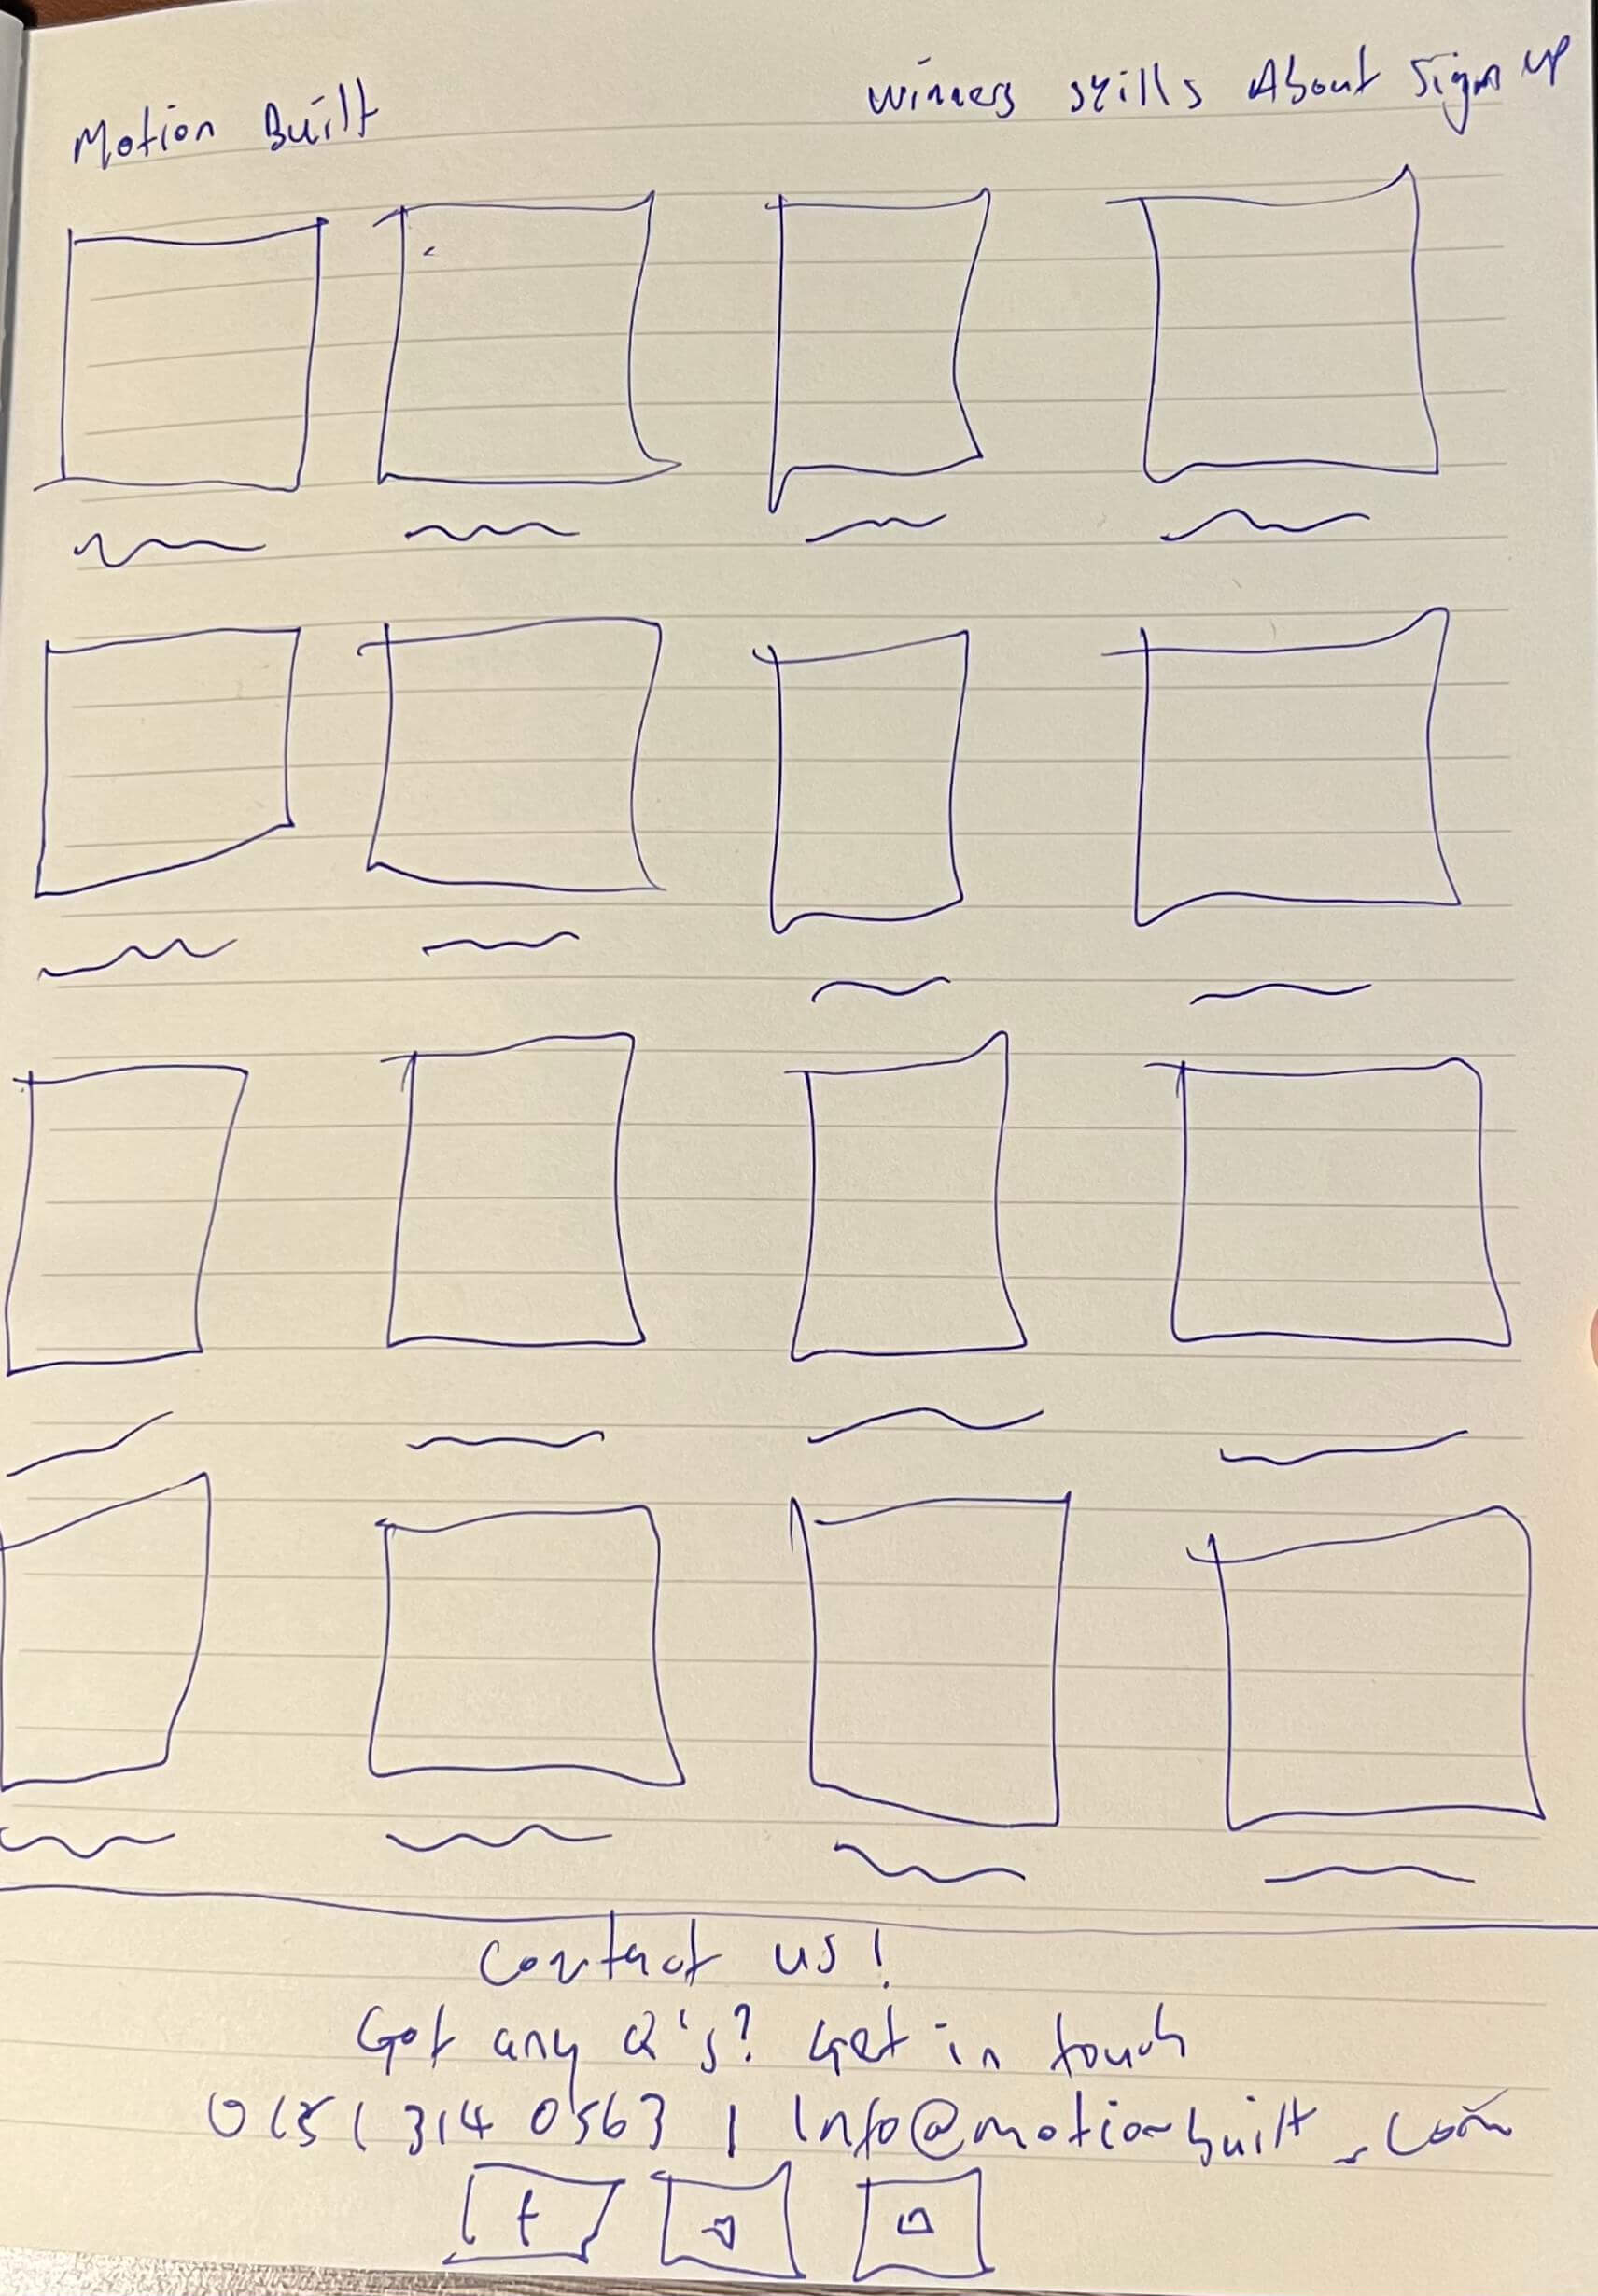 Motion Built
Winners Skills About Sign up
Contact us!
Got any Q's? Get in touch
0151 314 0563 | Info@motionbuilt.com
f